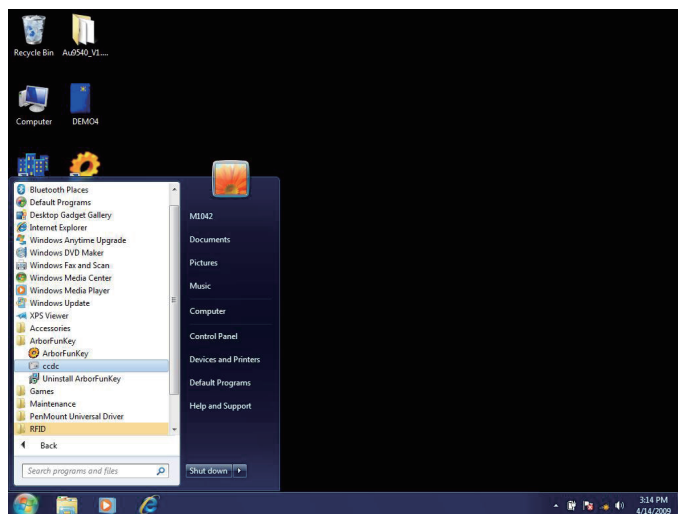 Recycle Bin
Au9540_V1....
Computer
DEMO4
Bluetooth Places
Default Programs
Desktop Gadget Gallery
Internet Explorer
Windows Anytime Upgrade
Windows DVD Maker
Windows Fax and Scan
Windows Media Center
Windows Media Player
Windows Update
XPS Viewer
Accessories
ArborFunKey
ArborFunKey
ccdc
Uninstall ArborFunKey
Games
Maintenance
PenMount Universal Driver
RFID
Back
Search programs and files
M1042
Documents
Pictures
Music
Computer
Control Panel
Devices and Printers
Default Programs
Help and Support
Shut down
3:14 PM
4/14/2009